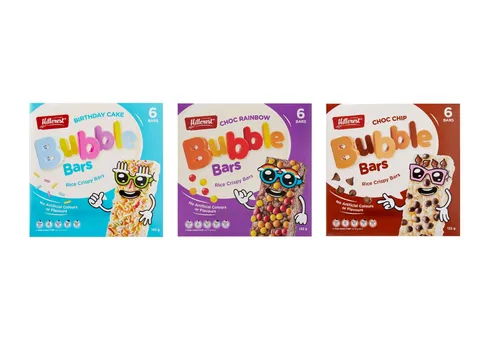 Hillcrest
BIRTHDAY CAKE
6
BARS
Bubble
Bars
Rice Crispy Bars
No Artificial Colours
or Flavours
Hillcrest
CHOC RAINBOW
6
BARS
Bubble
Bars
Rice Crispy Bars
No Artificial Colours
or Flavours
Hillcrest
CHOC CHIP
6
BARS
Bubble
Bars
Rice Crispy Bars
No Artificial Colours
or Flavours